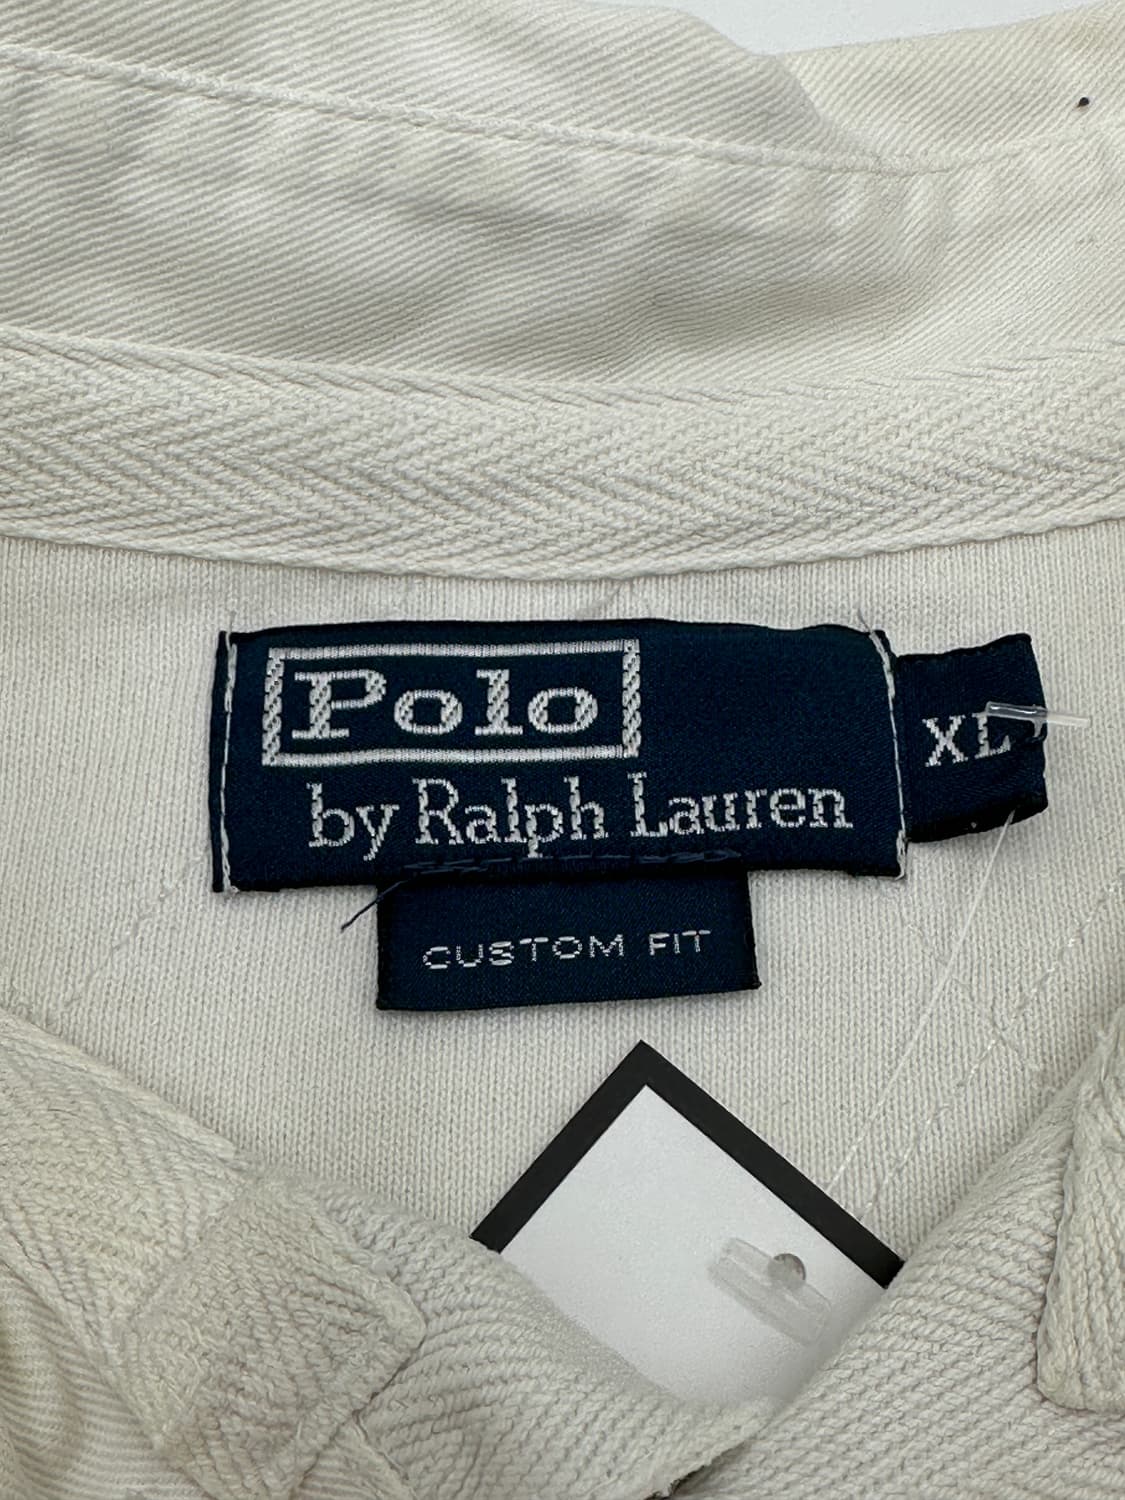 Polo
by Ralph Lauren
XL
CUSTOM FIT